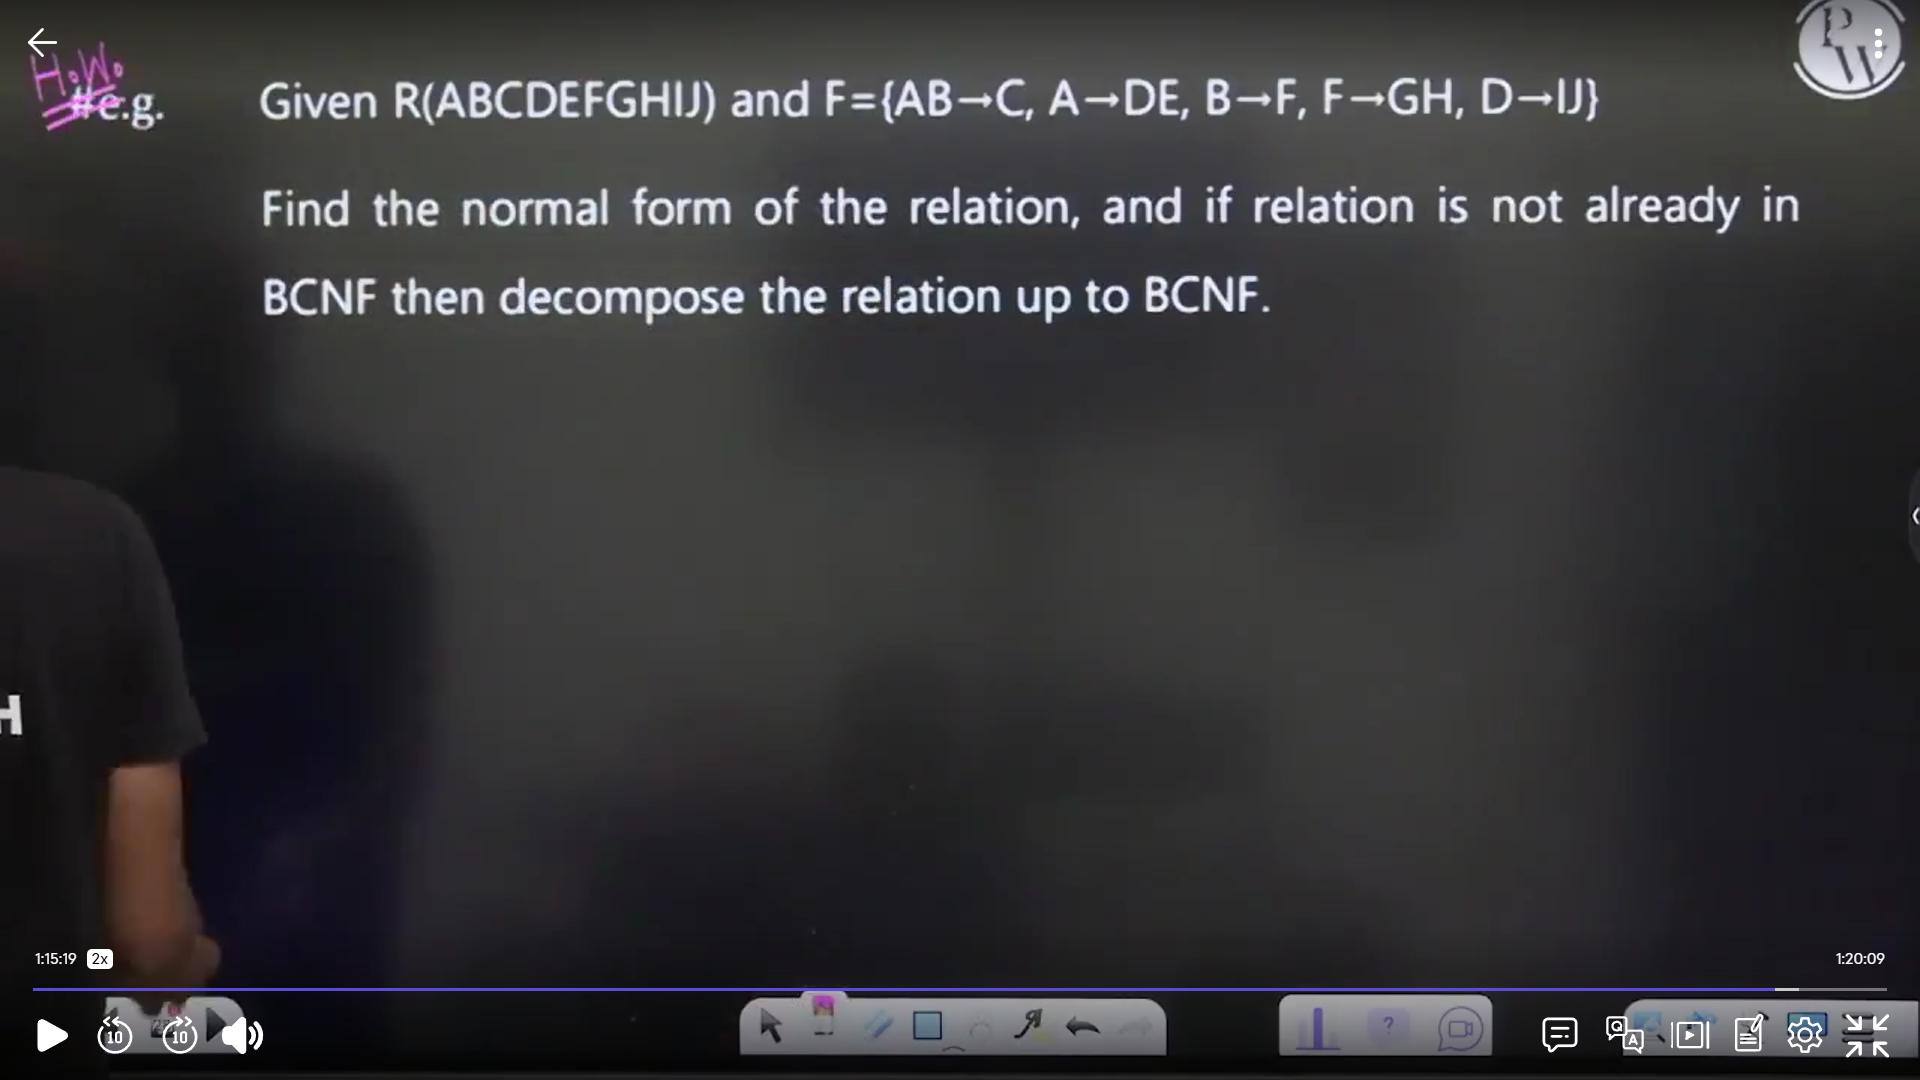 H.W.
#e.g.
Given R(ABCDEFGHIJ) and F={AB→C, A→DE, B→F, F→GH, D→IJ}
Find the normal form of the relation, and if relation is not already in
BCNF then decompose the relation up to BCNF.
PW
H
1:15:19 2x
1:20:09
10
10
?
Q
A